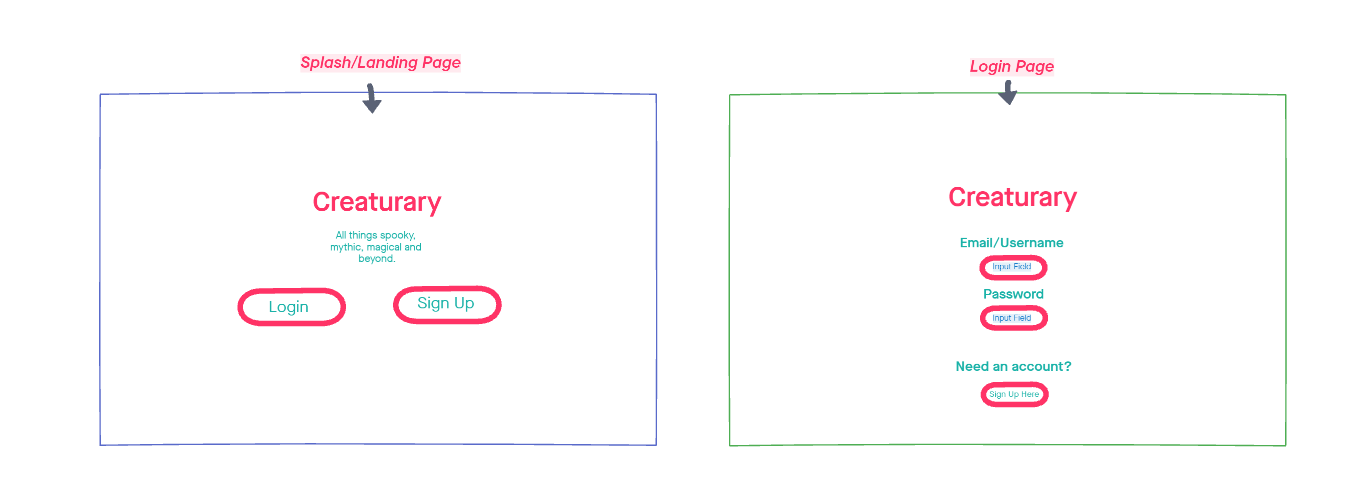 Splash/Landing Page
Creaturary
All things spooky,
mythic, magical and
beyond.
Login
Sign Up
Login Page
Creaturary
Email/Username
Input Field
Password
Input Field
Need an account?
Sign Up Here